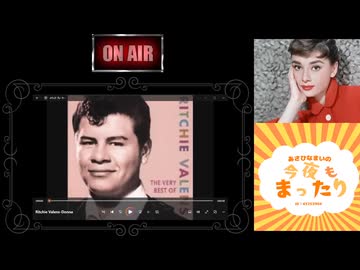 ON AIR
RITCHIE VALENS
THE VERY
BEST OF
Ritchie Valens-Donna
あさひなまいの
今夜も
まったり